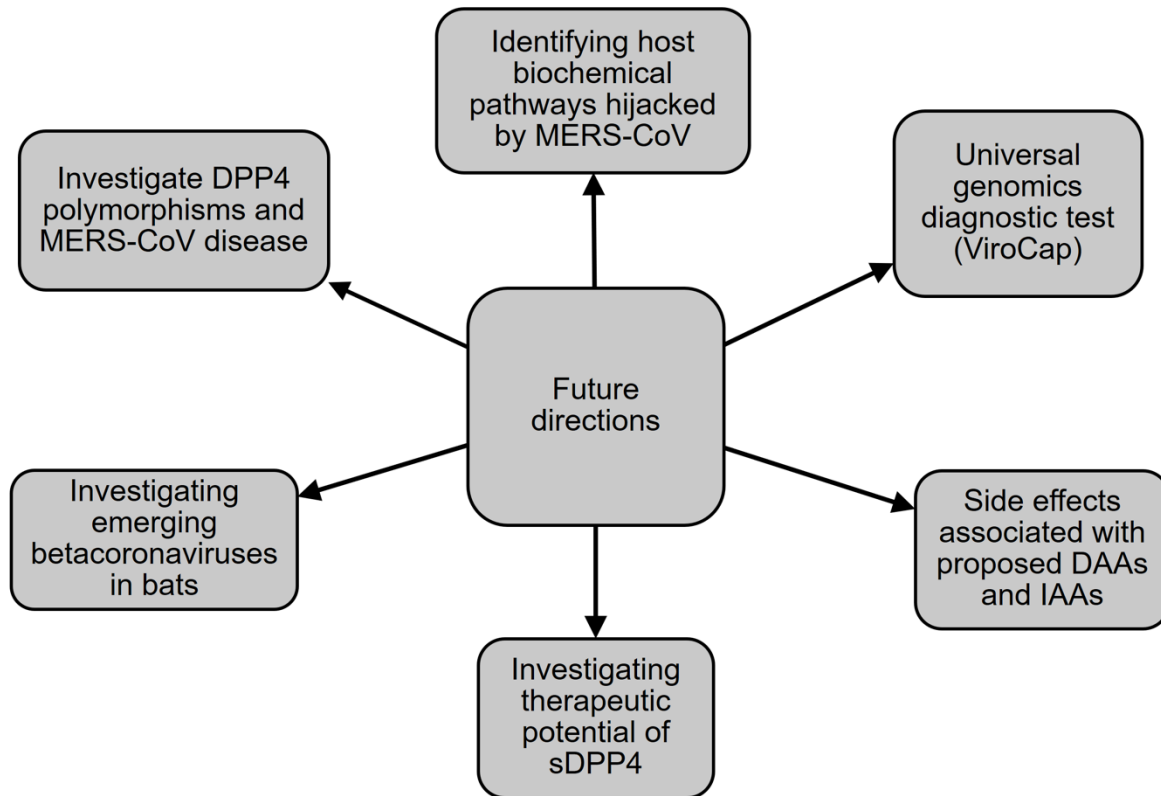 Identifying host
biochemical
pathways hijacked
by MERS-CoV
Investigate DPP4
polymorphisms and
MERS-CoV disease
Universal
genomics
diagnostic test
(ViroCap)
Future
directions
Investigating
emerging
betacoronaviruses
in bats
Side effects
associated with
proposed DAAs
and IAAs
Investigating
therapeutic
potential of
sDPP4